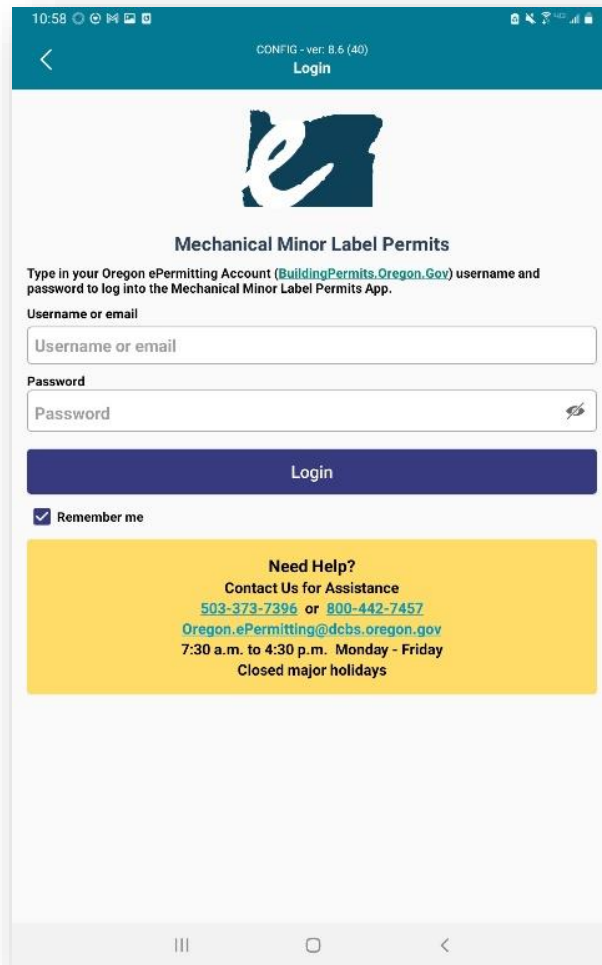 10:58
CONFIG - ver: 8.6 (40)
Login
e
Mechanical Minor Label Permits
Type in your Oregon ePermitting Account (BuildingPermits.Oregon.Gov) username and
password to log into the Mechanical Minor Label Permits App.
Username or email
Username or email
Password
Password
Login
Remember me
Need Help?
Contact Us for Assistance
503-373-7396 or 800-442-7457
Oregon.ePermitting@dcbs.oregon.gov
7:30 a.m. to 4:30 p.m. Monday - Friday
Closed major holidays